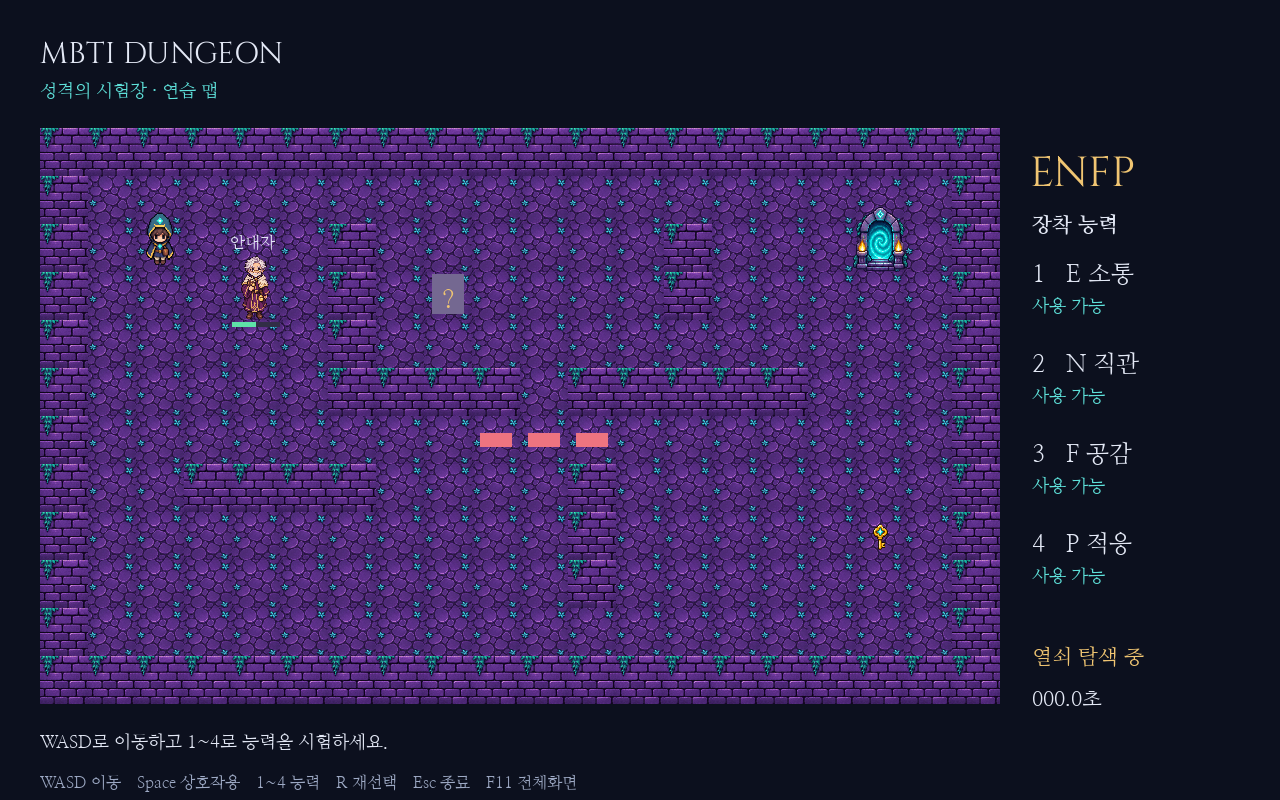 MBTI DUNGEON
성격의 시험장 · 연습 맵
안내자
?
ENFP
장착 능력
1 E 소통
사용 가능
2 N 직관
사용 가능
3 F 공감
사용 가능
4 P 적응
사용 가능
열쇠 탐색 중
000.0초
WASD로 이동하고 1~4로 능력을 시험하세요.
WASD 이동 Space 상호작용 1~4 능력 R 재선택 Esc 종료 F11 전체화면